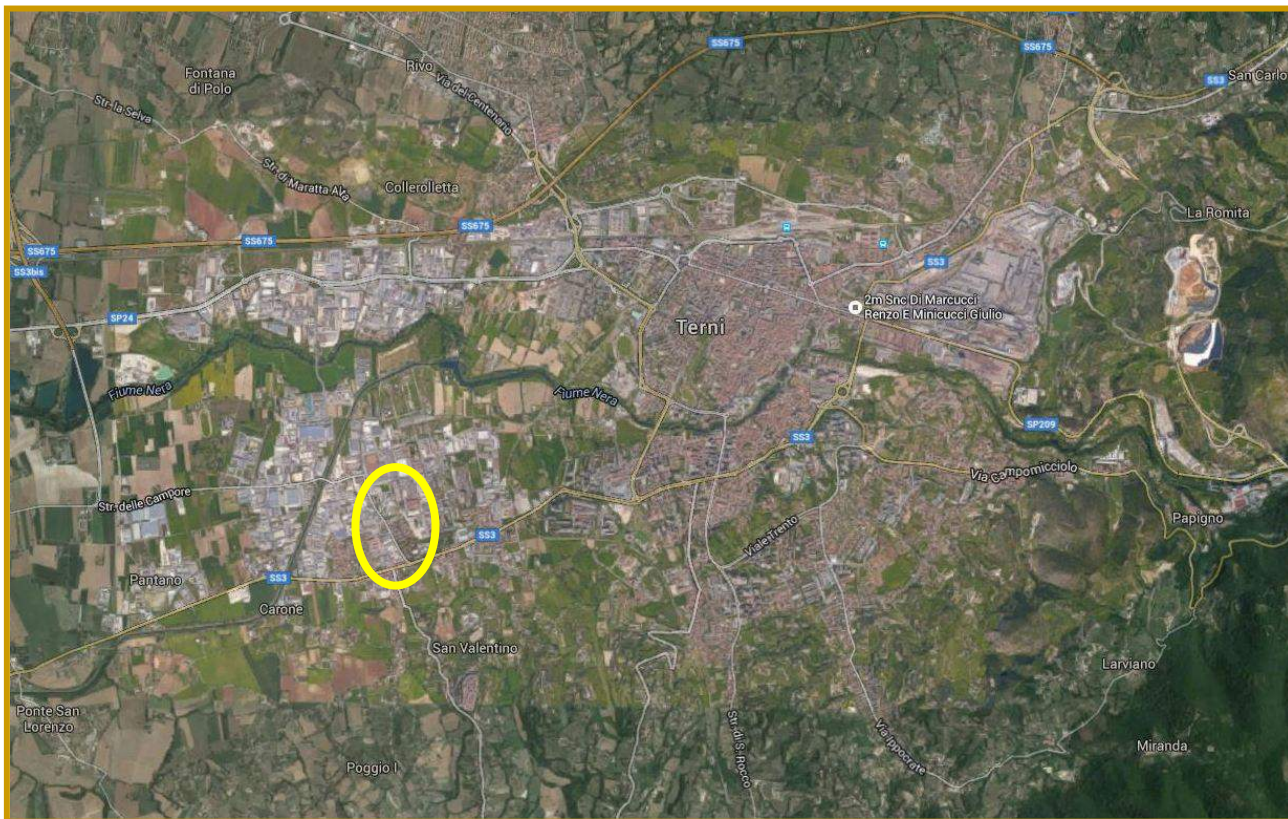 SS675
SS675
Rivo
SS3
San Carlo
Fontana
di Polo
Via del Centenario
Str. la Selva
Str. di Maratta Alta
Collerolletta
La Romita
SS675
SS675
SS675
SS3bis
SS3
2m Snc Di Marcucci
Renzo E Minicucci Giulio
SP24
Terni
Fiume Nera
Fiume Nera
SP209
SS3
Via Campomicciolo
Str. delle Campore
Papigno
SS3
Viale Trento
Pantano
SS3
Carone
San Valentino
Larviano
Ponte San
Lorenzo
Str. di S. Rocco
Via Ippocrate
Miranda
Poggio I